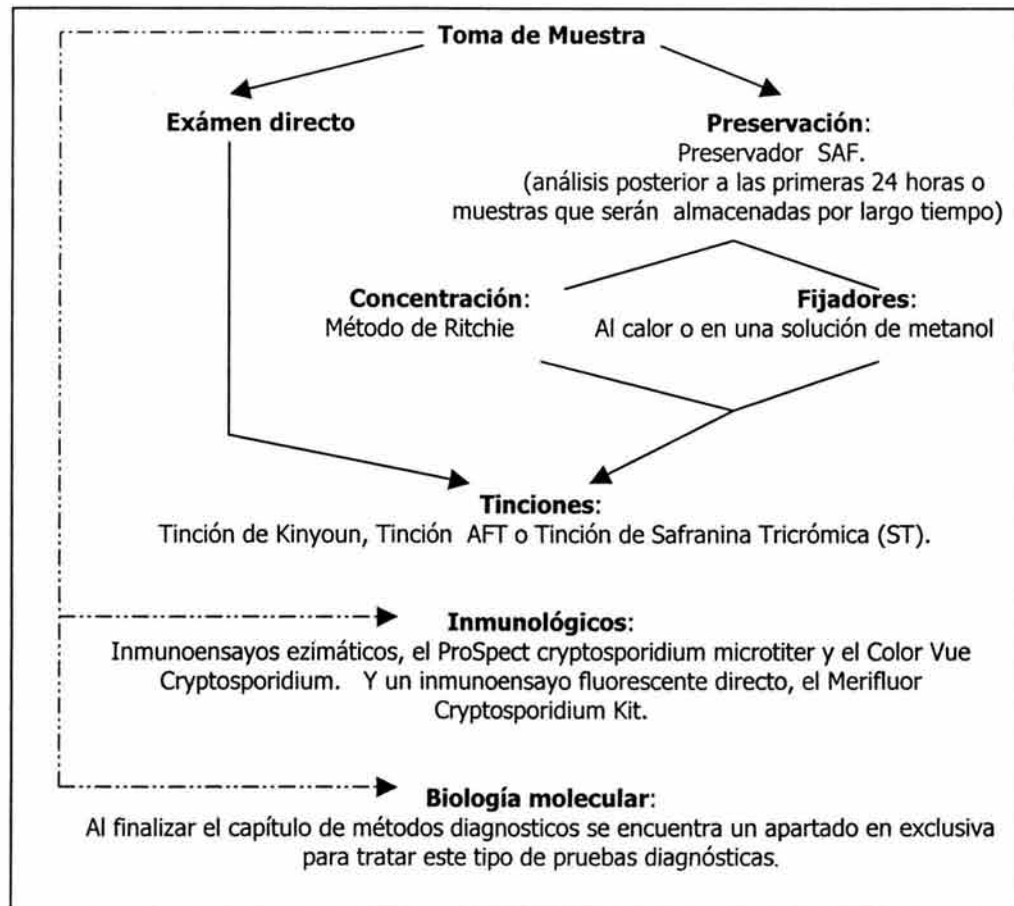 Toma de Muestra
Exámen directo
Preservación:
Preservador SAF.
(análisis posterior a las primeras 24 horas o
muestras que serán almacenadas por largo tiempo)
Concentración:
Método de Ritchie
Fijadores:
Al calor o en una solución de metanol
Tinciones:
Tinción de Kinyoun, Tinción AFT o Tinción de Safranina Tricrómica (ST).
Inmunológicos:
Inmunoensayos ezimáticos, el ProSpect cryptosporidium microtiter y el Color Vue
Cryptosporidium. Y un inmunoensayo fluorescente directo, el Merifluor
Cryptosporidium Kit.
Biología molecular:
Al finalizar el capítulo de métodos diagnosticos se encuentra un apartado en exclusiva
para tratar este tipo de pruebas diagnósticas.